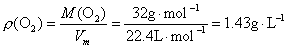 ρ(O₂) = M(O₂)/Vₘ = 32g·mol⁻¹/22.4L·mol⁻¹ = 1.43g·L⁻¹